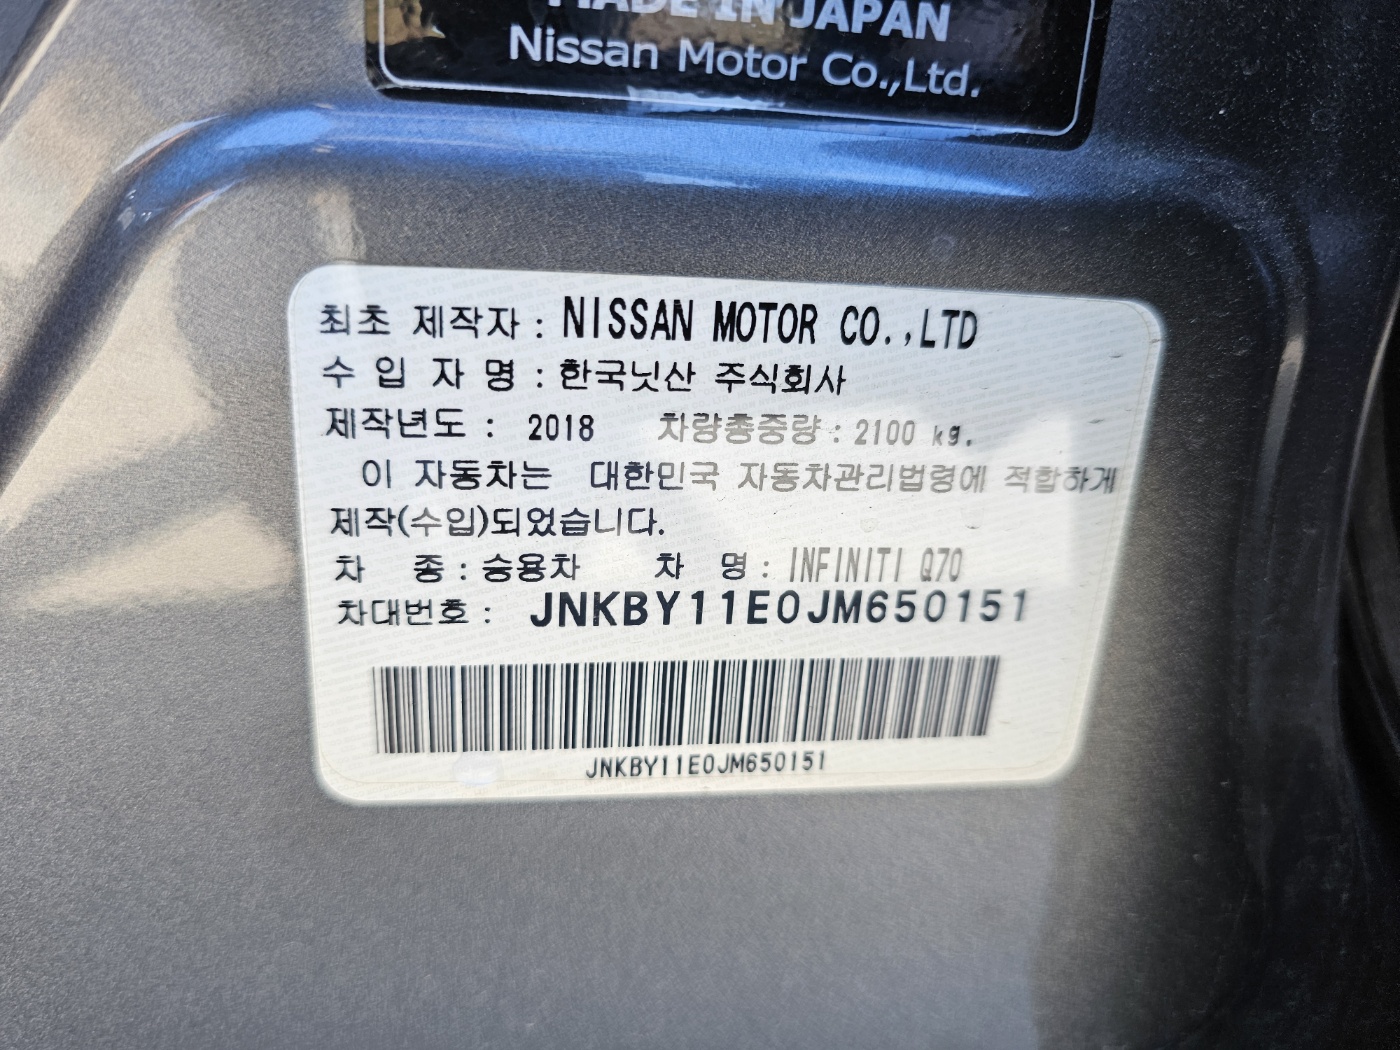 MADE IN JAPAN
Nissan Motor Co.,Ltd.
최초 제작자 : NISSAN MOTOR CO.,LTD
수 입 자 명 : 한국닛산 주식회사
제작년도 : 2018 차량총중량 : 2100 kg.
이 자동차는 대한민국 자동차관리법령에 적합하게
제작(수입)되었습니다.
차 종 : 승용차 차 명 : INFINITI Q70
차대번호 : JNKBY11E0JM650151
JNKBY11E0JM650151